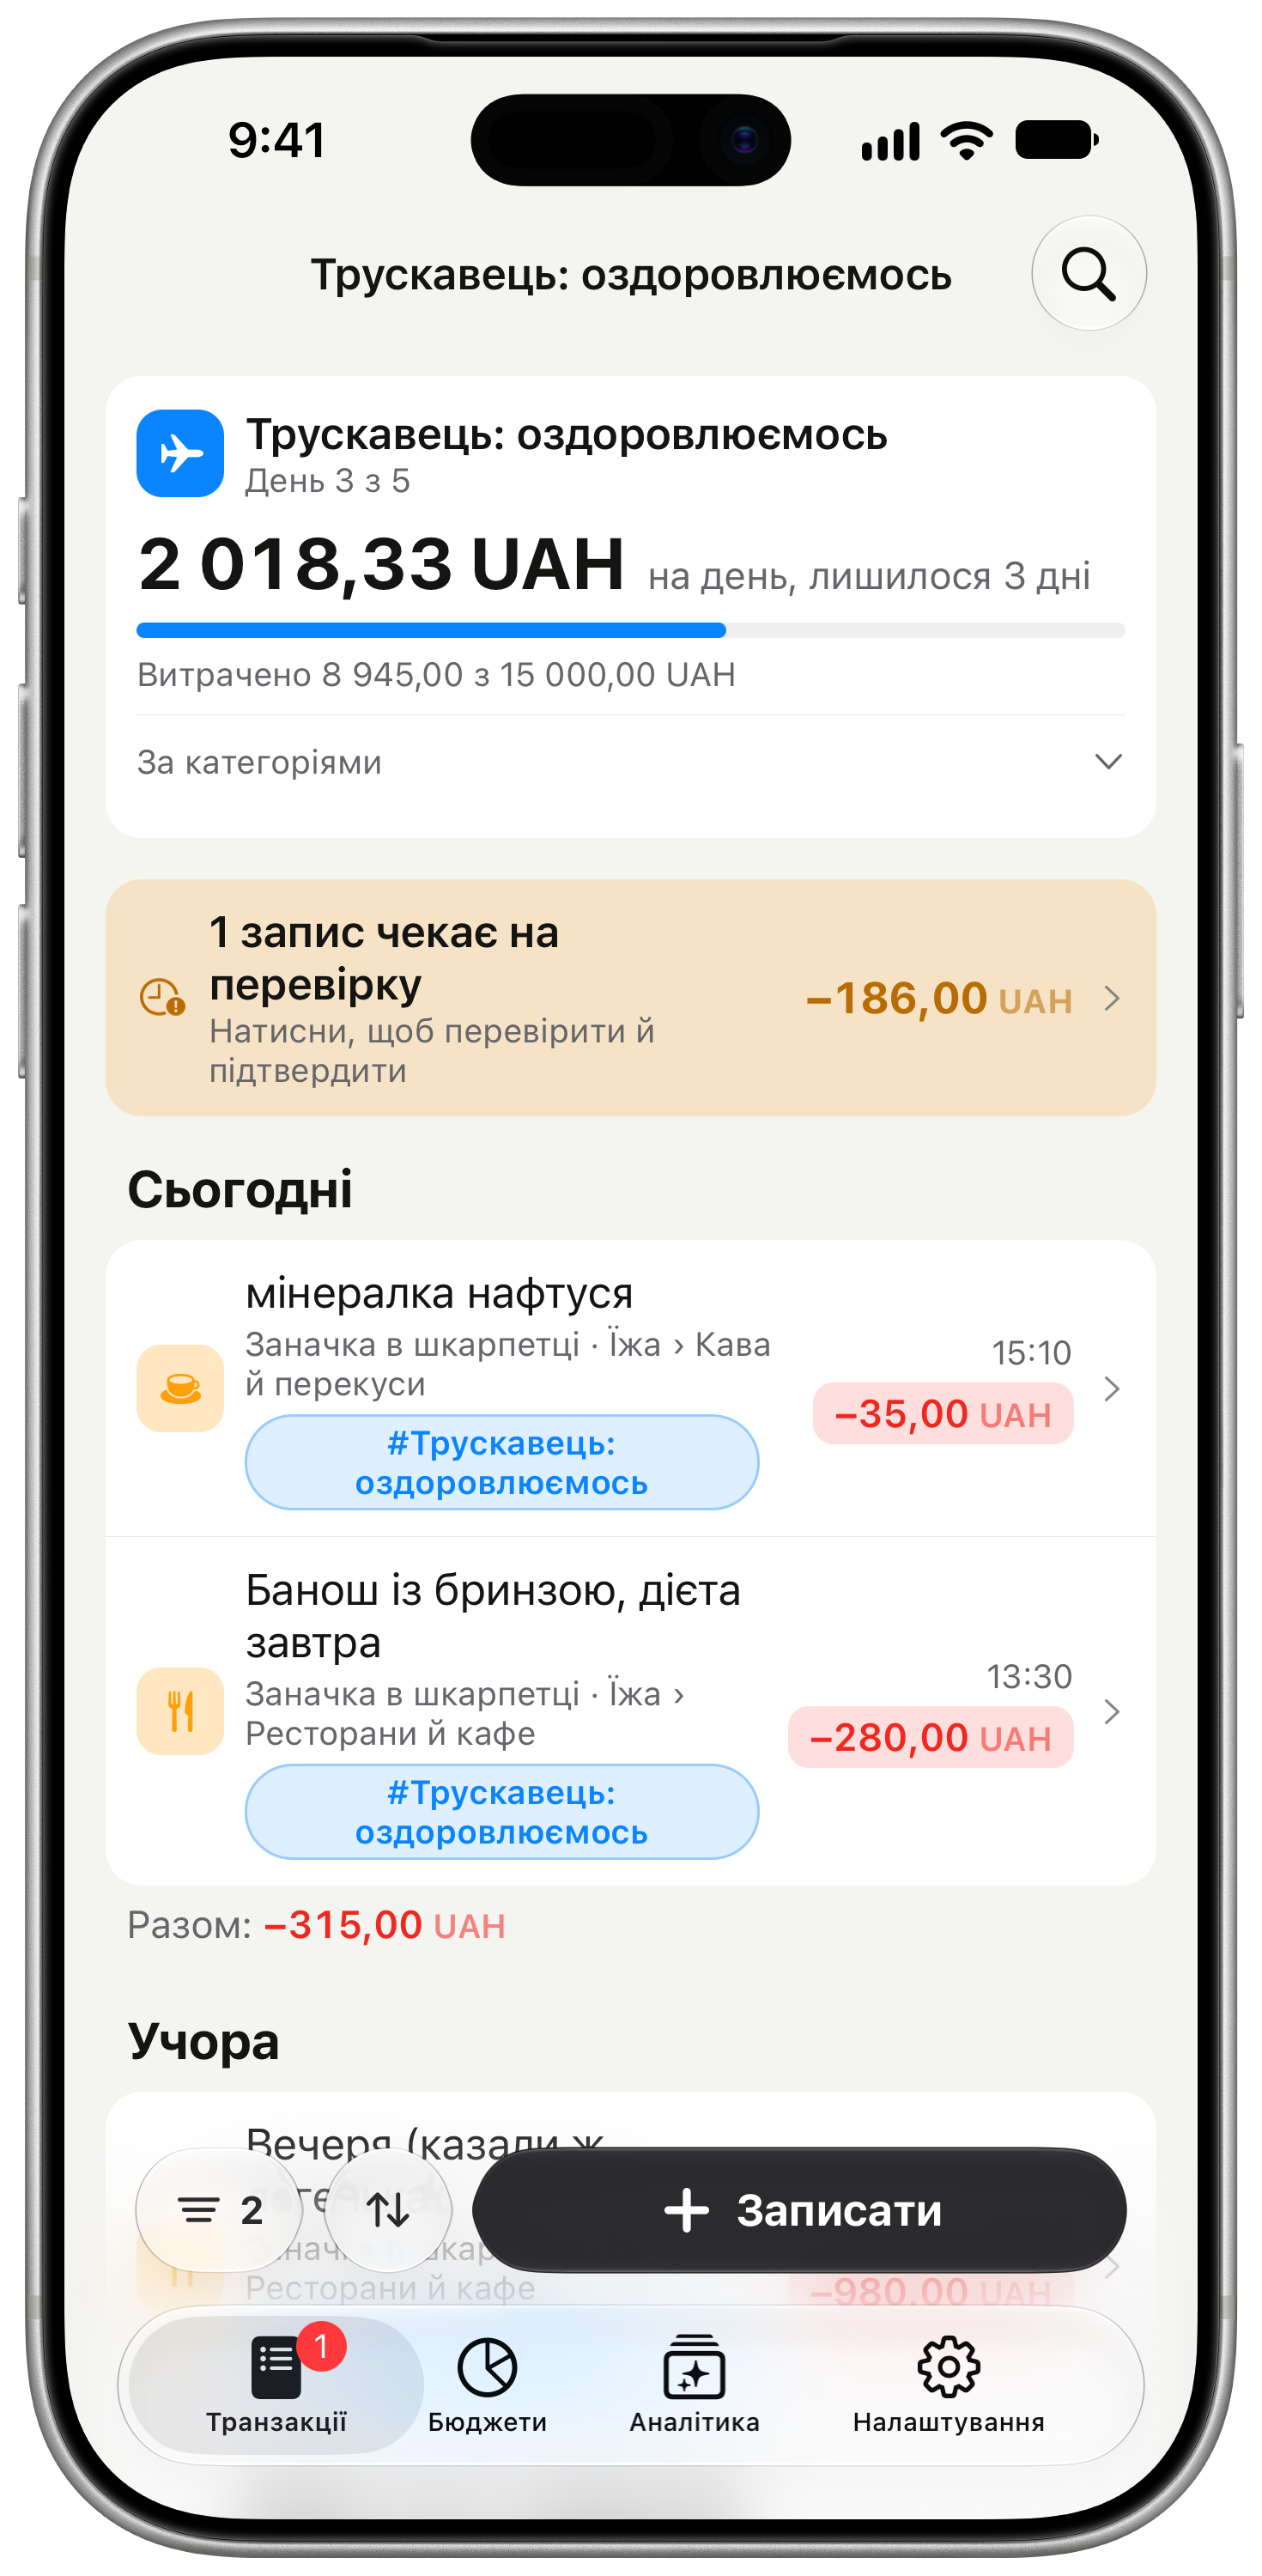 9:41
Трускавець: оздоровлюємось
Трускавець: оздоровлюємось
День 3 з 5
2 018,33 UAH на день, лишилося 3 дні
Витрачено 8 945,00 з 15 000,00 UAH
За категоріями
1 запис чекає на
перевірку
−186,00 UAH
Натисни, щоб перевірити й
підтвердити
Сьогодні
мінералка нафтуся
Заначка в шкарпетці · Їжа › Кава
й перекуси
15:10
−35,00 UAH
#Трускавець:
оздоровлюємось
Банош із бринзою, дієта
завтра
Заначка в шкарпетці · Їжа ›
Ресторани й кафе
13:30
−280,00 UAH
#Трускавець:
оздоровлюємось
Разом: −315,00 UAH
Учора
Вечеря (казали ж
2
Записати
Ресторани й кафе
−980,00 UAH
1
Транзакції
Бюджети
Аналітика
Налаштування